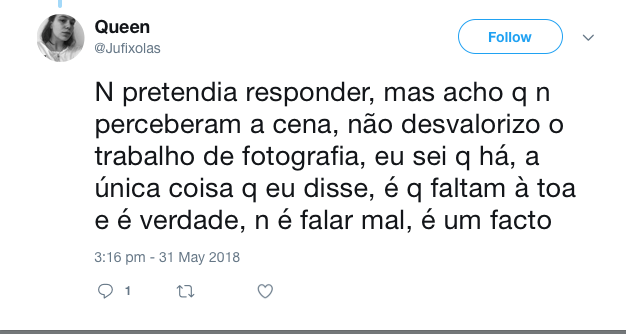 Queen
@Jufixolas
Follow
N pretendia responder, mas acho q n
perceberam a cena, não desvalorizo o
trabalho de fotografia, eu sei q há, a
única coisa q eu disse, é q faltam à toa
e é verdade, n é falar mal, é um facto
3:16 pm - 31 May 2018
1